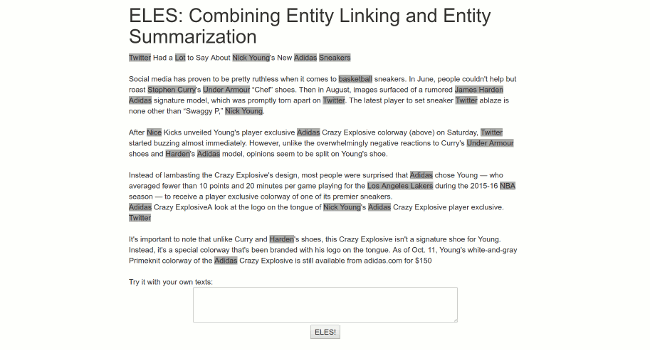 ELES: Combining Entity Linking and Entity
Summarization
Twitter Had a Lot to Say About Nick Young's New Adidas Sneakers
Social media has proven to be pretty ruthless when it comes to basketball sneakers. In June, people couldn't help but
roast Stephen Curry's Under Armour "Chef" shoes. Then in August, images surfaced of a rumored James Harden
Adidas signature model, which was promptly torn apart on Twitter. The latest player to set sneaker Twitter ablaze is
none other than "Swaggy P," Nick Young.
After Nice Kicks unveiled Young's player exclusive Adidas Crazy Explosive colorway (above) on Saturday, Twitter
started buzzing almost immediately. However, unlike the overwhelmingly negative reactions to Curry's Under Armour
shoes and Harden's Adidas model, opinions seem to be split on Young's shoe.
Instead of lambasting the Crazy Explosive's design, most people were surprised that Adidas chose Young — who
averaged fewer than 10 points and 20 minutes per game playing for the Los Angeles Lakers during the 2015-16 NBA
season — to receive a player exclusive colorway of one of its premier sneakers.
Adidas Crazy ExplosiveA look at the logo on the tongue of Nick Young's Adidas Crazy Explosive player exclusive.
Twitter
It's important to note that unlike Curry and Harden's shoes, this Crazy Explosive isn't a signature shoe for Young.
Instead, it's a special colorway that's been branded with his logo on the tongue. As of Oct. 11, Young's white-and-gray
Primeknit colorway of the Adidas Crazy Explosive is still available from adidas.com for $150
Try it with your own texts:
ELES!